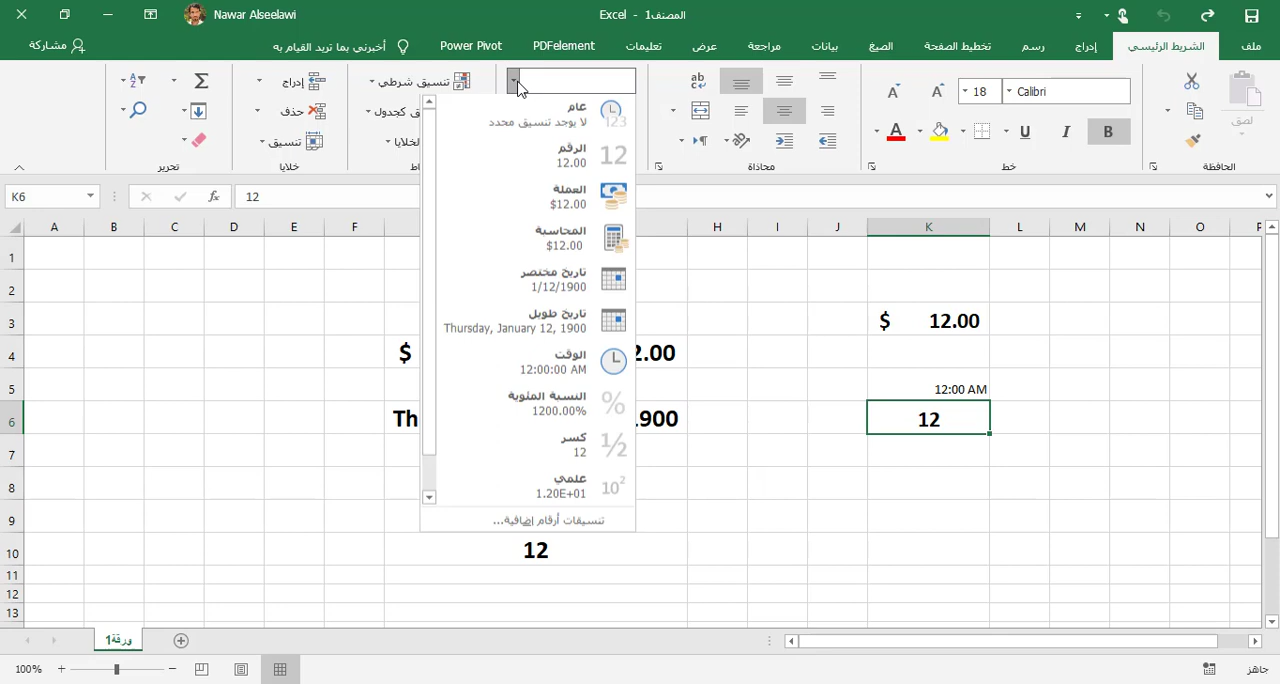 Nawar Alseelawi
المصنف1 - Excel
ملف
الشريط الرئيسي
إدراج
رسم
تخطيط الصفحة
الصيغ
بيانات
مراجعة
عرض
تعليمات
PDFelement
Power Pivot
أخبرني بما تريد القيام به
مشاركة
لصق
الحافظة
Calibri
18
B I U
خط
محاذاة
تنسيق شرطي
كجدول
الخلايا
إدراج
حذف
تنسيق
خلايا
تحرير
عام
لا يوجد تنسيق محدد
الرقم
12.00
العملة
$12.00
المحاسبة
$12.00
تاريخ مختصر
1/12/1900
تاريخ طويل
Thursday, January 12, 1900
الوقت
12:00:00 AM
النسبة المئوية
1200.00%
كسر
12
علمي
1.20E+01
تنسيقات أرقام إضافية...
K6
fx
12
A B C D E F H I J K L M N O P
1
2
3 $ 12.00
4 $ 2.00
5 12:00 AM
6 Th 1900 12
7
8
9
10 12
11
12
13
ورقة1
100%
جاهز